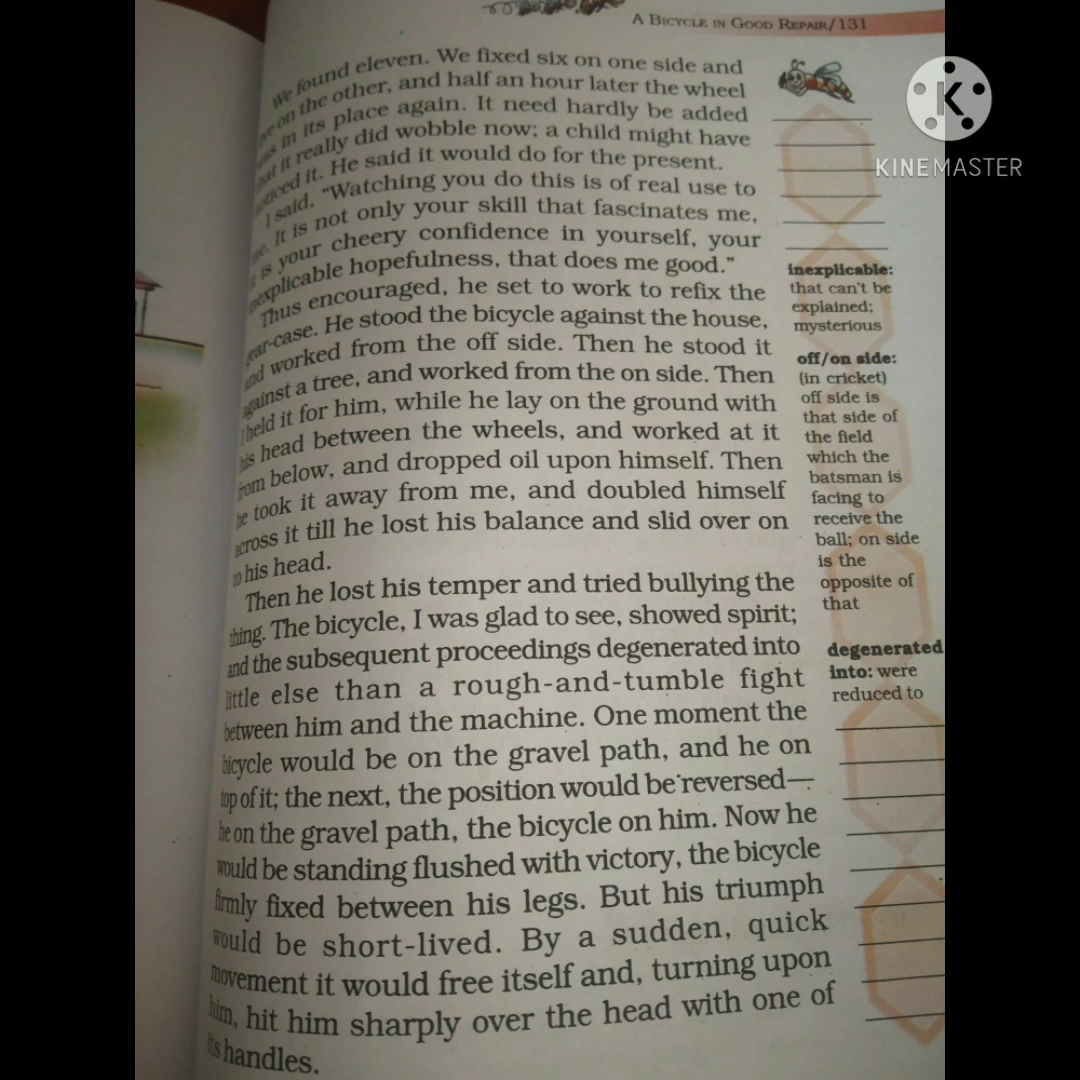 A BICYCLE IN GOOD REPAIR/131
We found eleven. We fixed six on one side and
on the other, and half an hour later the wheel
was in its place again. It need hardly be added
that it really did wobble now; a child might have
noticed it. He said it would do for the present.
I said, "Watching you do this is of real use to
me. It is not only your skill that fascinates me,
it is your cheery confidence in yourself, your
inexplicable hopefulness, that does me good."
Thus encouraged, he set to work to refix the
gear-case. He stood the bicycle against the house,
and worked from the off side. Then he stood it
against a tree, and worked from the on side. Then
I held it for him, while he lay on the ground with
his head between the wheels, and worked at it
from below, and dropped oil upon himself. Then
he took it away from me, and doubled himself
across it till he lost his balance and slid over on
to his head.
Then he lost his temper and tried bullying the
thing. The bicycle, I was glad to see, showed spirit;
and the subsequent proceedings degenerated into
little else than a rough-and-tumble fight
between him and the machine. One moment the
bicycle would be on the gravel path, and he on
top of it; the next, the position would be reversed—
he on the gravel path, the bicycle on him. Now he
would be standing flushed with victory, the bicycle
firmly fixed between his legs. But his triumph
would be short-lived. By a sudden, quick
movement it would free itself and, turning upon
him, hit him sharply over the head with one of
its handles.
inexplicable:
that can't be
explained;
mysterious
off/on side:
(in cricket)
off side is
that side of
the field
which the
batsman is
facing to
receive the
ball; on side
is the
opposite of
that
degenerated
into: were
reduced to
K
KINEMASTER